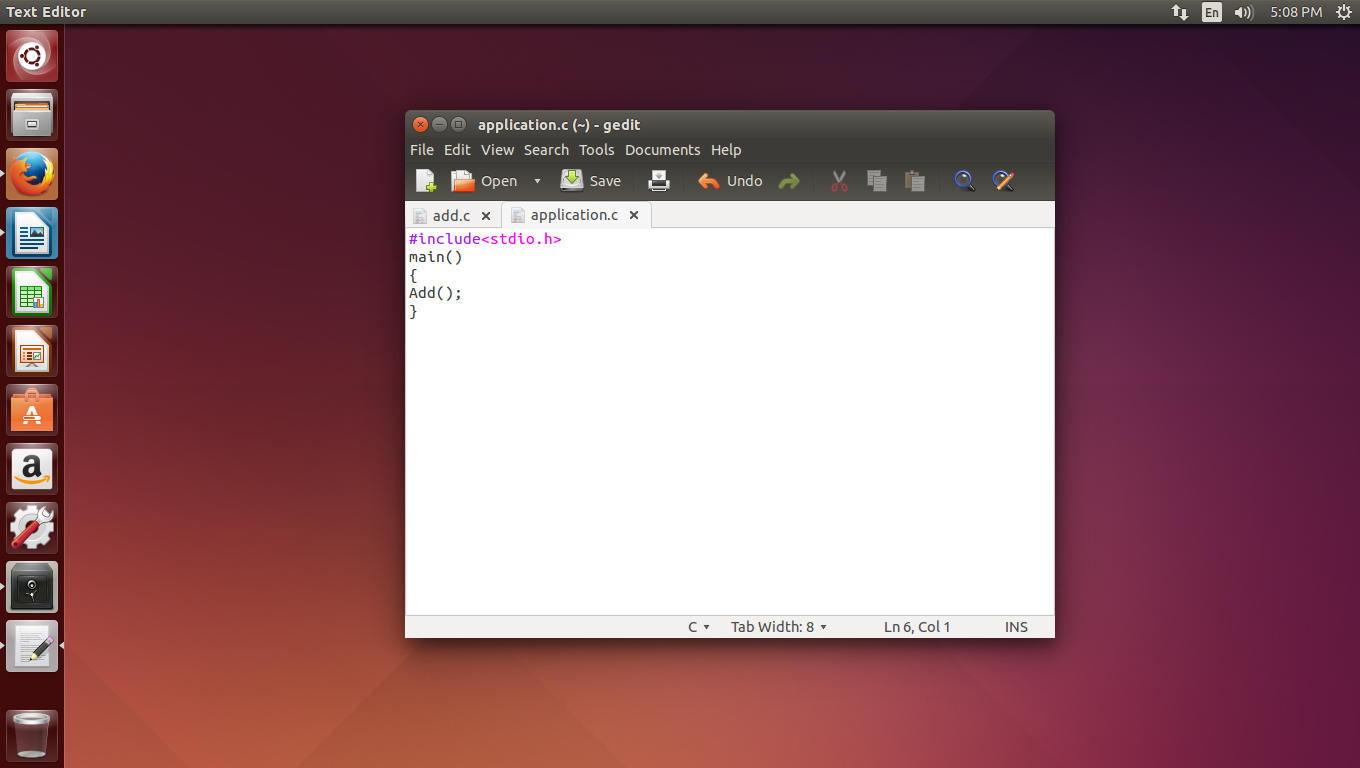 Text Editor
En
5:08 PM
application.c (~) - gedit
File Edit View Search Tools Documents Help
Open Save Undo
add.c application.c
#include<stdio.h>
main()
{
Add();
}
C Tab Width: 8 Ln 6, Col 1 INS